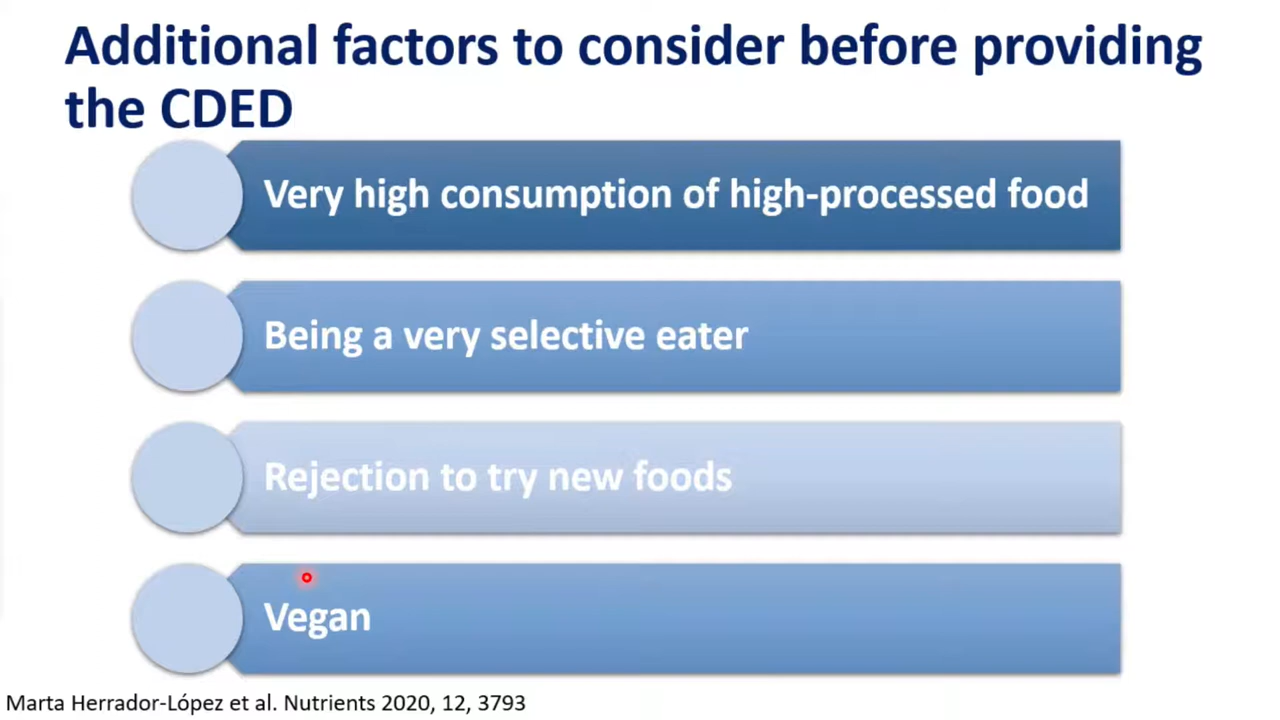 Additional factors to consider before providing
the CDED
Very high consumption of high-processed food
Being a very selective eater
Rejection to try new foods
Vegan
Marta Herrador-López et al. Nutrients 2020, 12, 3793